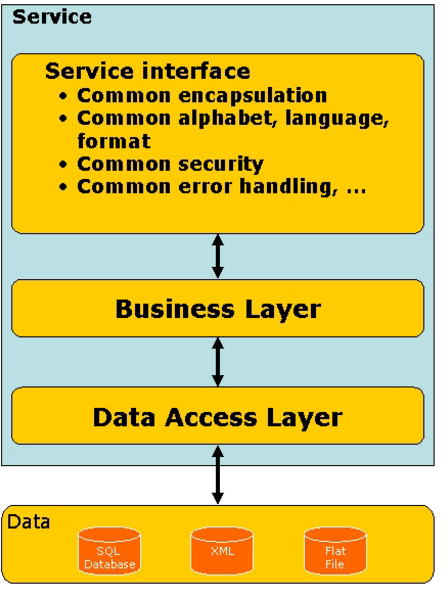 Service
Service interface
• Common encapsulation
• Common alphabet, language,
format
• Common security
• Common error handling, ...
Business Layer
Data Access Layer
Data
SQL
Database
XML
Flat
File